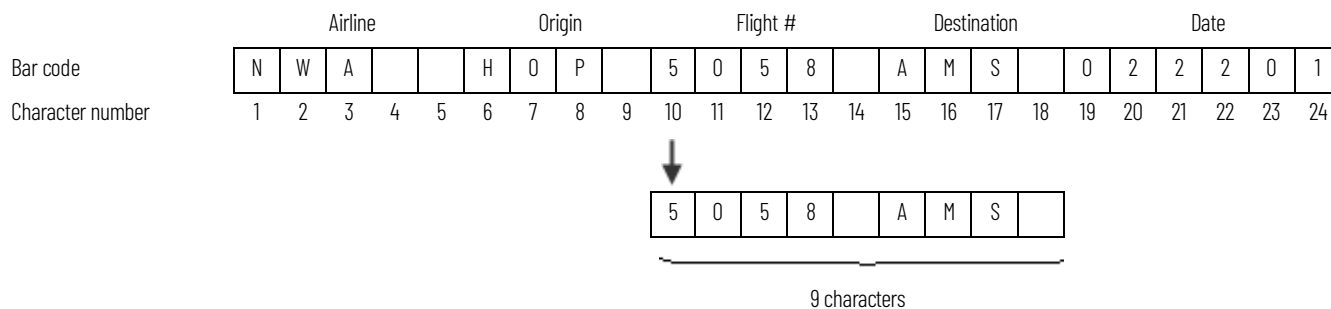 Airline Origin Flight # Destination Date
Bar code N W A H O P 5 0 5 8 A M S 0 2 2 2 0 1
Character number 1 2 3 4 5 6 7 8 9 10 11 12 13 14 15 16 17 18 19 20 21 22 23 24
5 0 5 8 A M S
9 characters